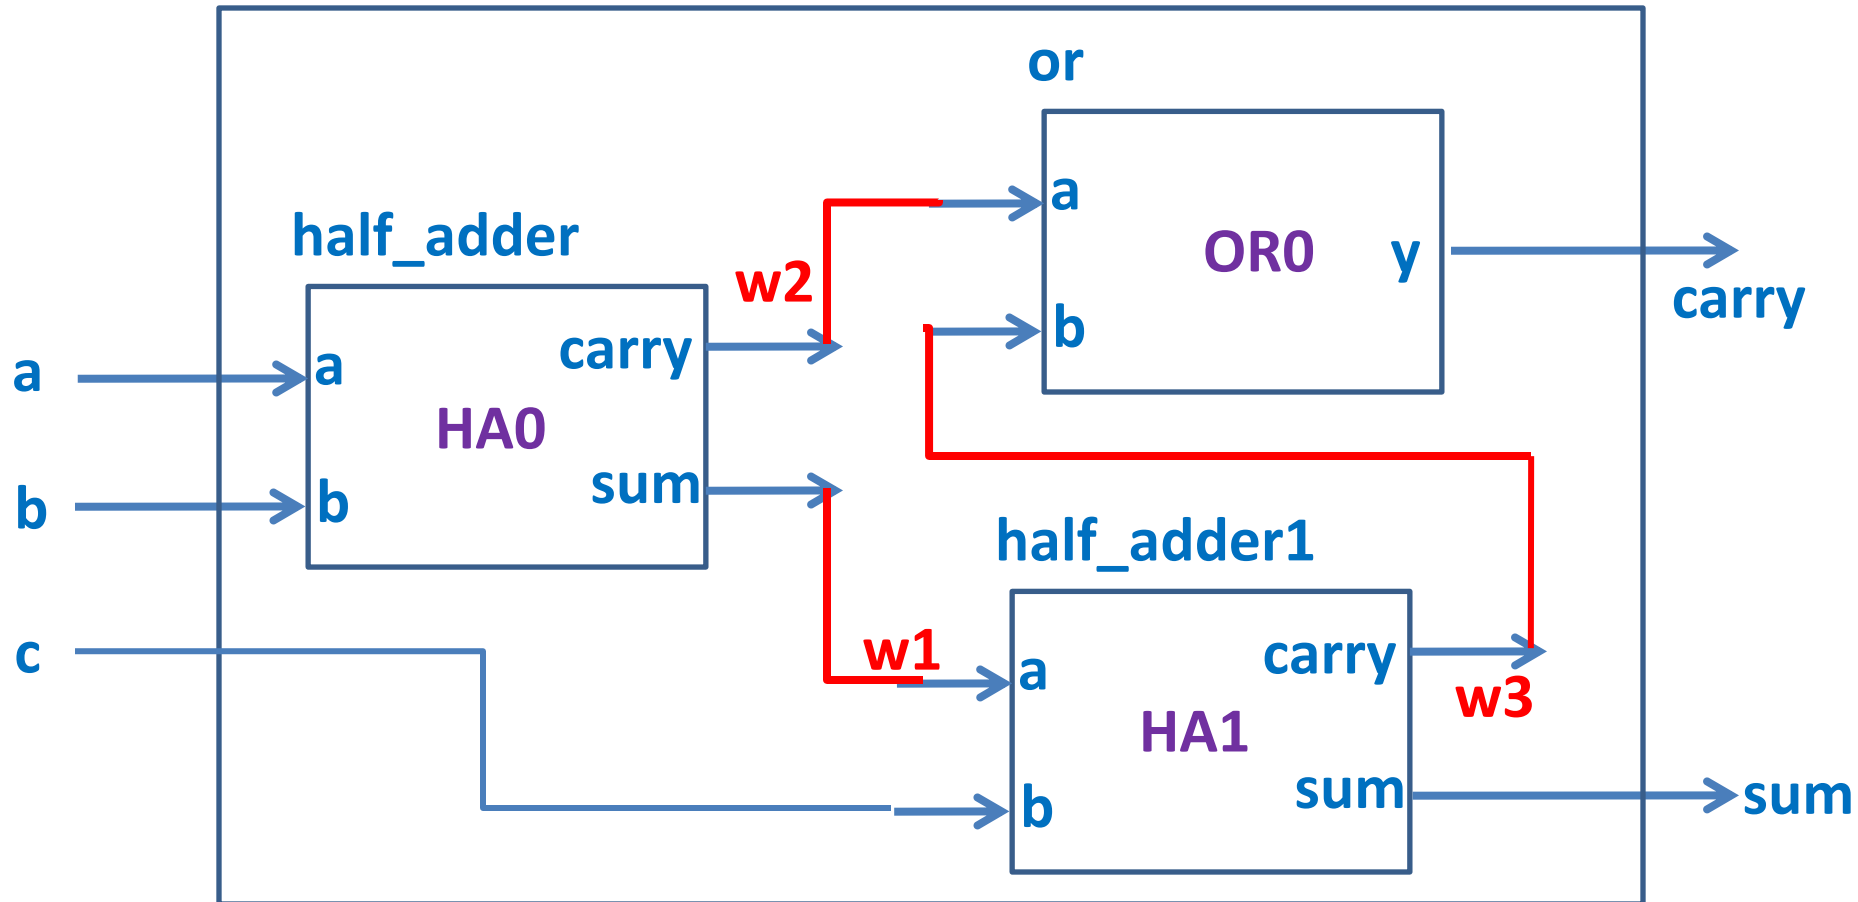 or
a
OR0
y
b
carry
half_adder
w2
a
a
carry
HA0
b
b
sum
half_adder1
c
w1
a
carry
w3
HA1
b
sum
sum